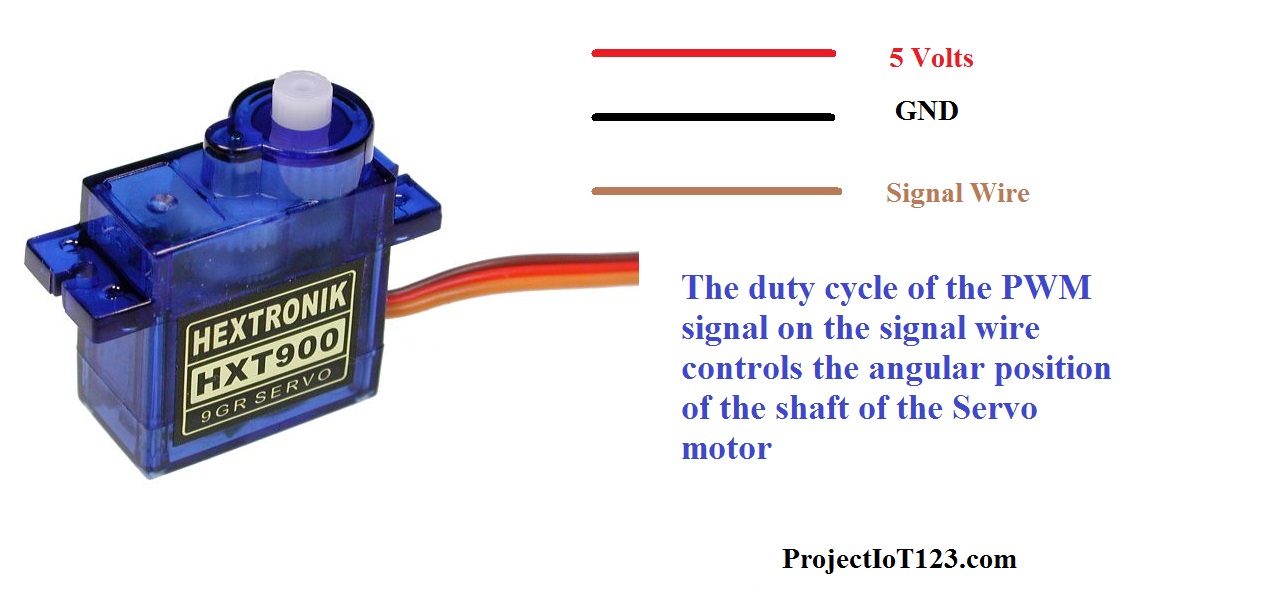 5 Volts
GND
Signal Wire
HEXTRONIK
HXT900
9GR SERVO
The duty cycle of the PWM
signal on the signal wire
controls the angular position
of the shaft of the Servo
motor
ProjectIoT123.com